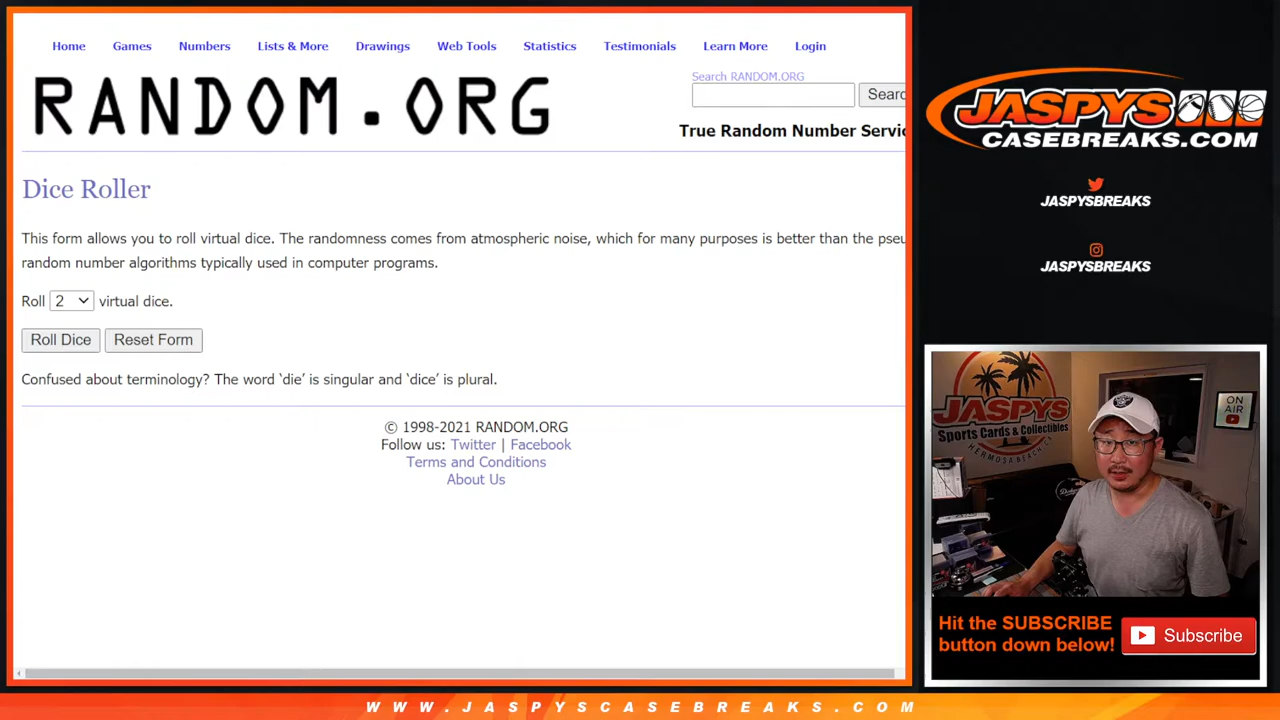 Home Games Numbers Lists & More Drawings Web Tools Statistics Testimonials Learn More Login
RANDOM.ORG
Search RANDOM.ORG
Searc
True Random Number Servic
Dice Roller
This form allows you to roll virtual dice. The randomness comes from atmospheric noise, which for many purposes is better than the pseu
random number algorithms typically used in computer programs.
Roll 2 virtual dice.
Roll Dice Reset Form
Confused about terminology? The word ‘die’ is singular and ‘dice’ is plural.
© 1998-2021 RANDOM.ORG
Follow us: Twitter | Facebook
Terms and Conditions
About Us
JASPYS
CASEBREAKS.COM
JASPYSBREAKS
JASPYSBREAKS
JASPYS
Sports Cards & Collectibles
HERMOSA BEACH, CA
ON
AIR
Hit the SUBSCRIBE
button down below!
Subscribe
WWW.JASPYSCASEBREAKS.COM